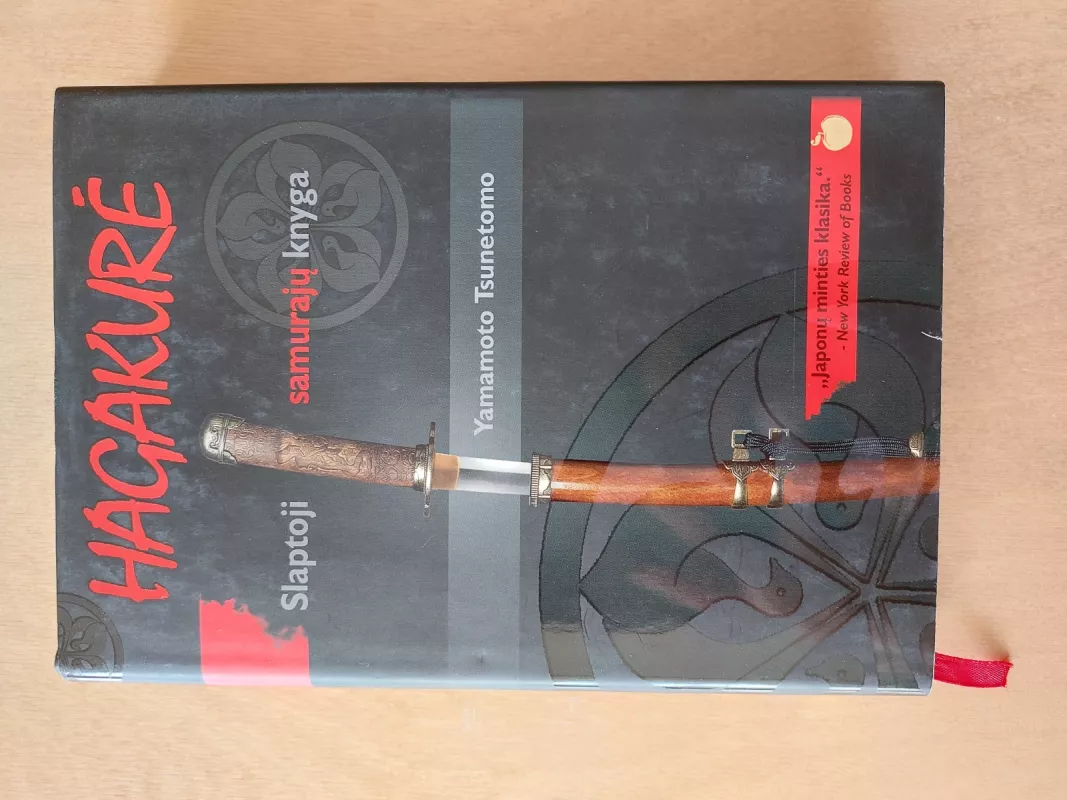 HAGAKURĖ
Slaptoji samurajų knyga
Yamamoto Tsunetomo
„Japonų minties klasika.“
- New York Review of Books